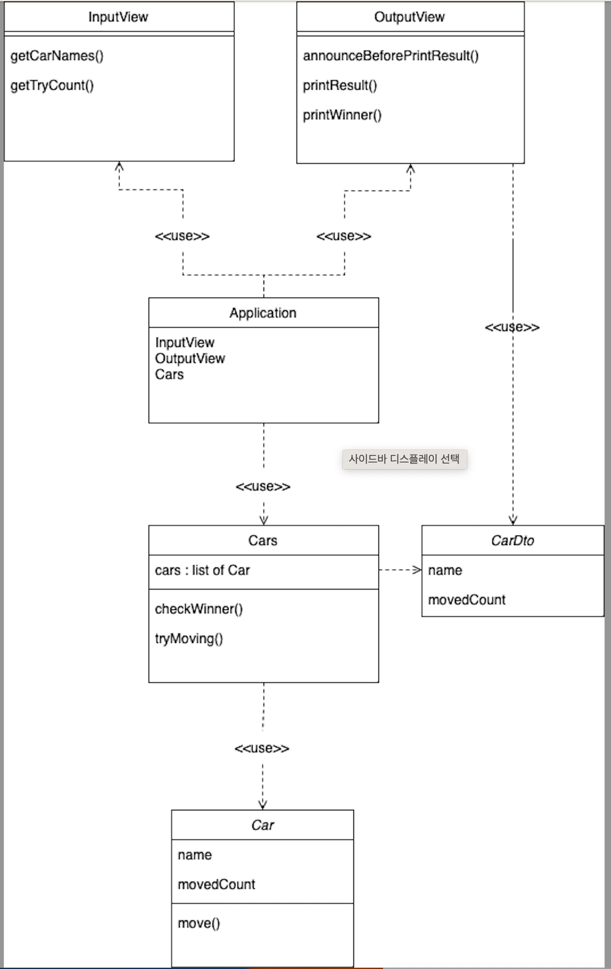 InputView
getCarNames()
getTryCount()
OutputView
announceBeforePrintResult()
printResult()
printWinner()
<<use>>
<<use>>
<<use>>
Application
InputView
OutputView
Cars
<<use>>
사이드바 디스플레이 선택
Cars
cars : list of Car
checkWinner()
tryMoving()
CarDto
name
movedCount
<<use>>
Car
name
movedCount
move()